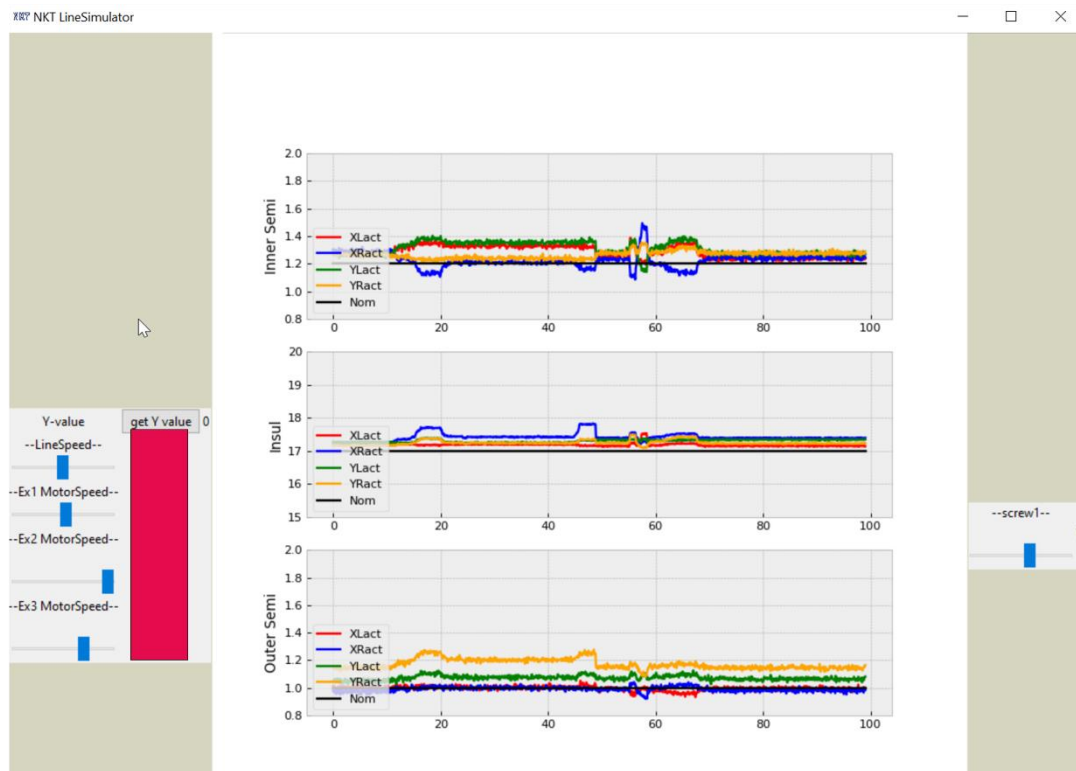 NKT NKT LineSimulator
Y-value
get Y value
0
--LineSpeed--
--Ex1 MotorSpeed--
--Ex2 MotorSpeed--
--Ex3 MotorSpeed--
Inner Semi
2.0
1.8
1.6
1.4
1.2
1.0
0.8
XLact
XRact
YLact
YRact
Nom
0 20 40 60 80 100
Insul
20
19
18
17
16
15
XLact
XRact
YLact
YRact
Nom
0 20 40 60 80 100
Outer Semi
2.0
1.8
1.6
1.4
1.2
1.0
0.8
XLact
XRact
YLact
YRact
Nom
0 20 40 60 80 100
--screw1--